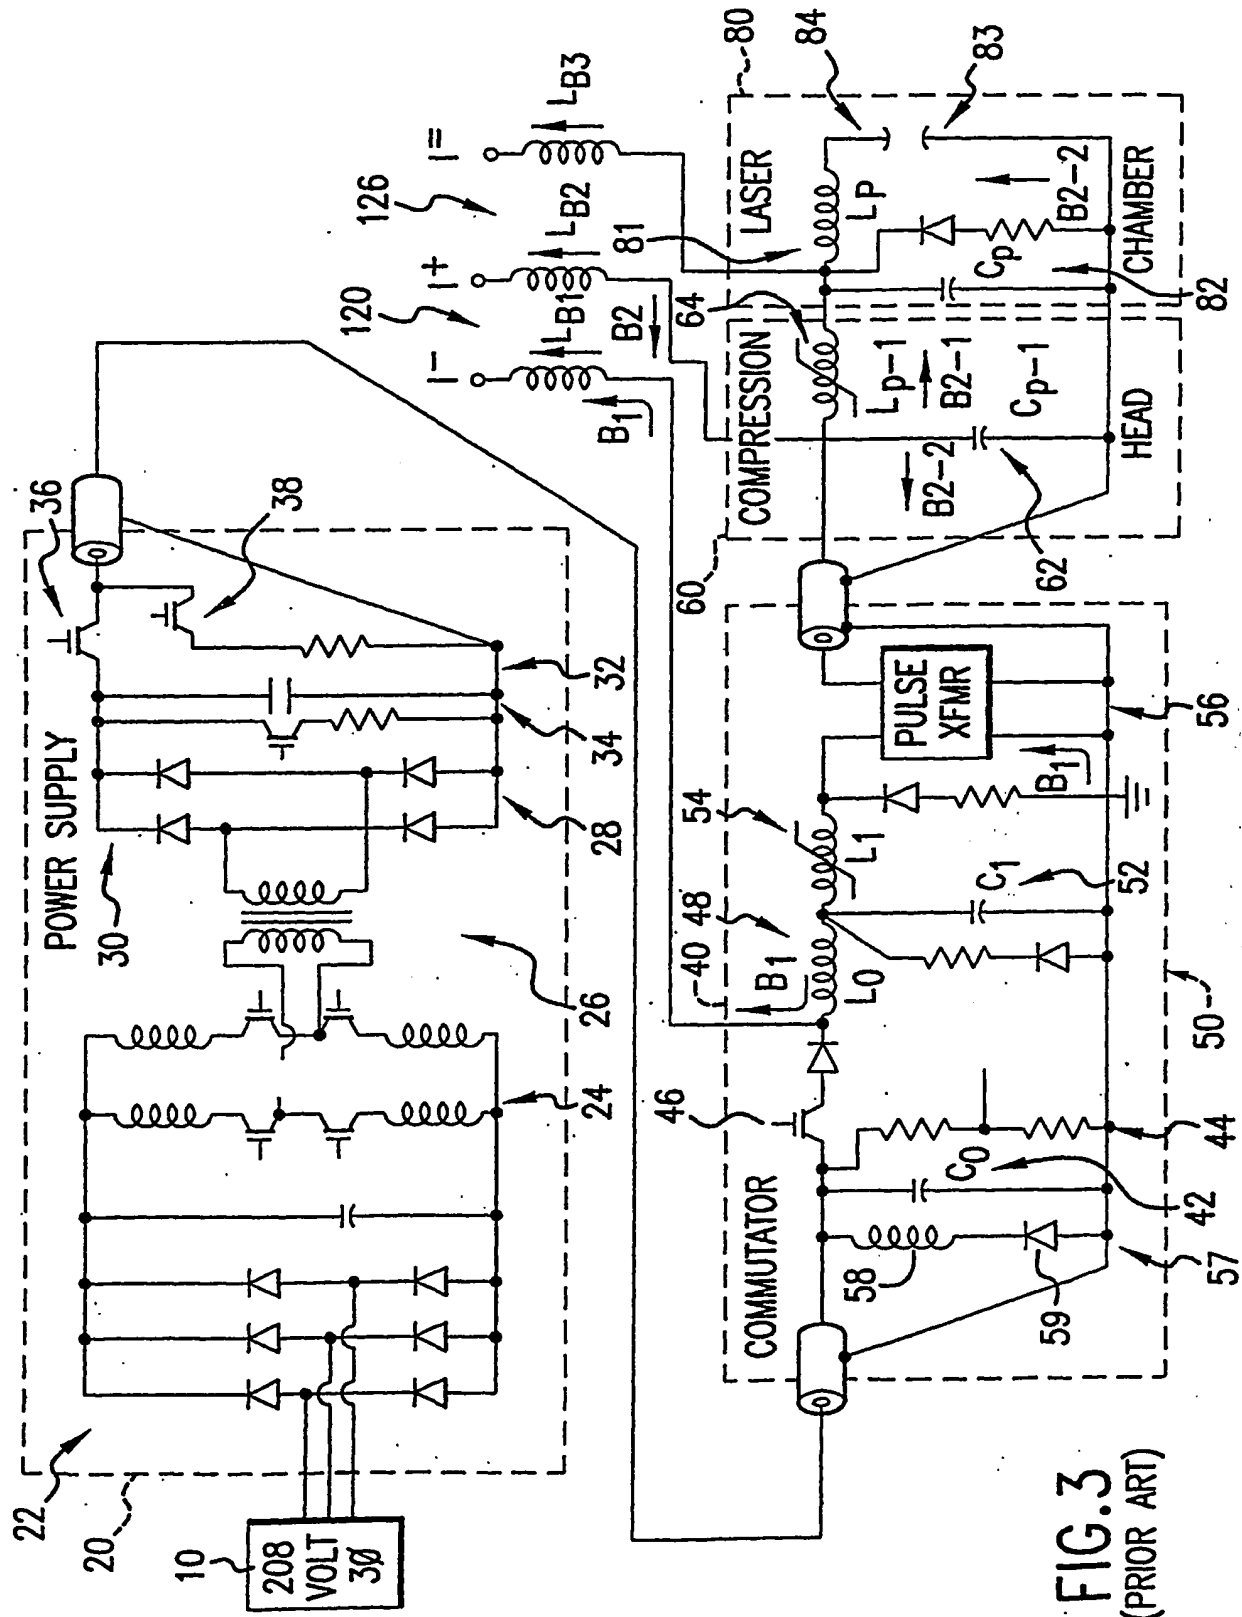 POWER SUPPLY
36
38
32
34
28
30
26
24
22
20
10
208
VOLT
3Ø
126
120
I=
I+
I-
LB3
LB2
LB1
B2
B1
80
84
83
LASER
81
LP
B2-2
CHAMBER
Cp
82
64
COMPRESSION
Lp-1
B2-1
Cp-1
HEAD
B2-2
60
62
PULSE
XFMR
56
B1
54
L1
C1
52
48
40
B1
L0
50
46
44
C0
42
COMMUTATOR
58
59
57
FIG.3
(PRIOR ART)